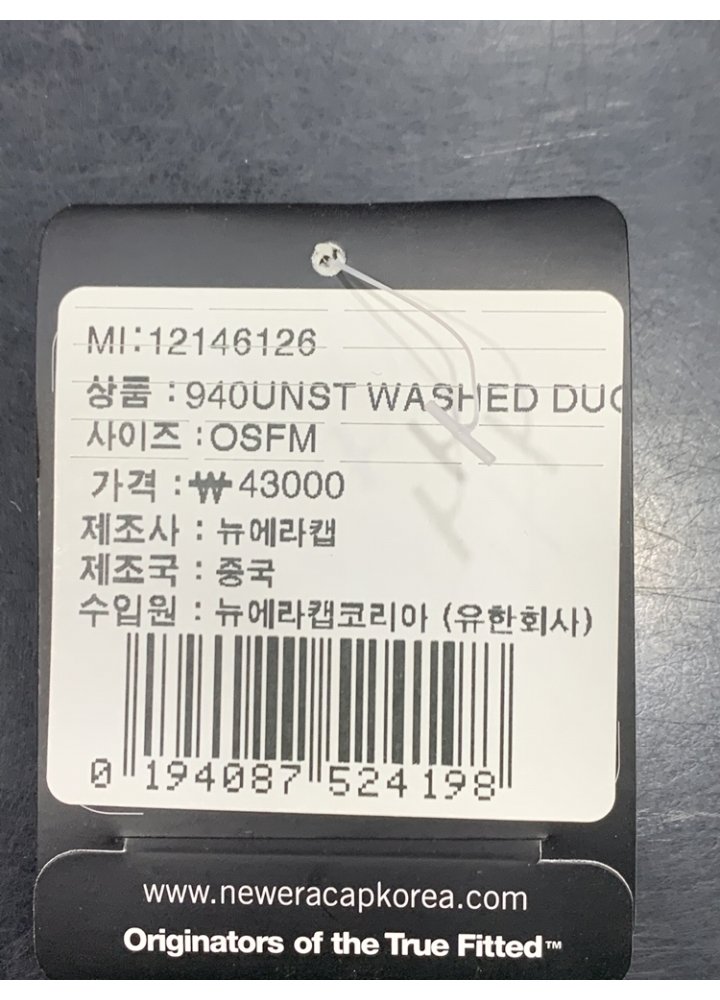 MI:12146126
상품 :940UNST WASHED DUC
사이즈 :OSFM
가격 :₩43000
제조사 : 뉴에라캡
제조국 : 중국
수입원 : 뉴에라캡코리아 (유한회사)
0 194087 524198
www.neweracapkorea.com
Originators of the True Fitted™